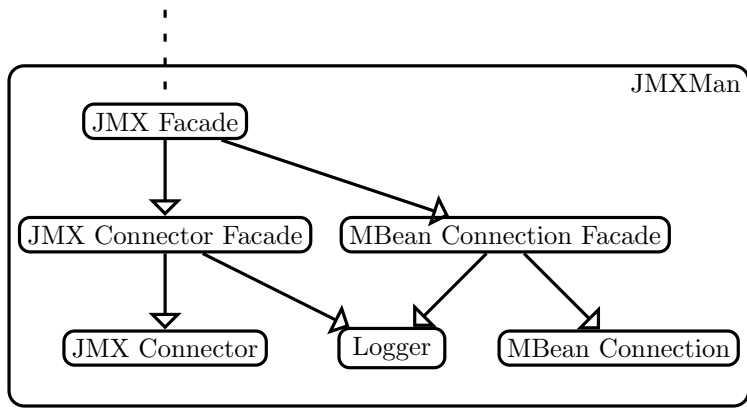 JMXMan
JMX Facade
JMX Connector Facade
MBean Connection Facade
JMX Connector
Logger
MBean Connection